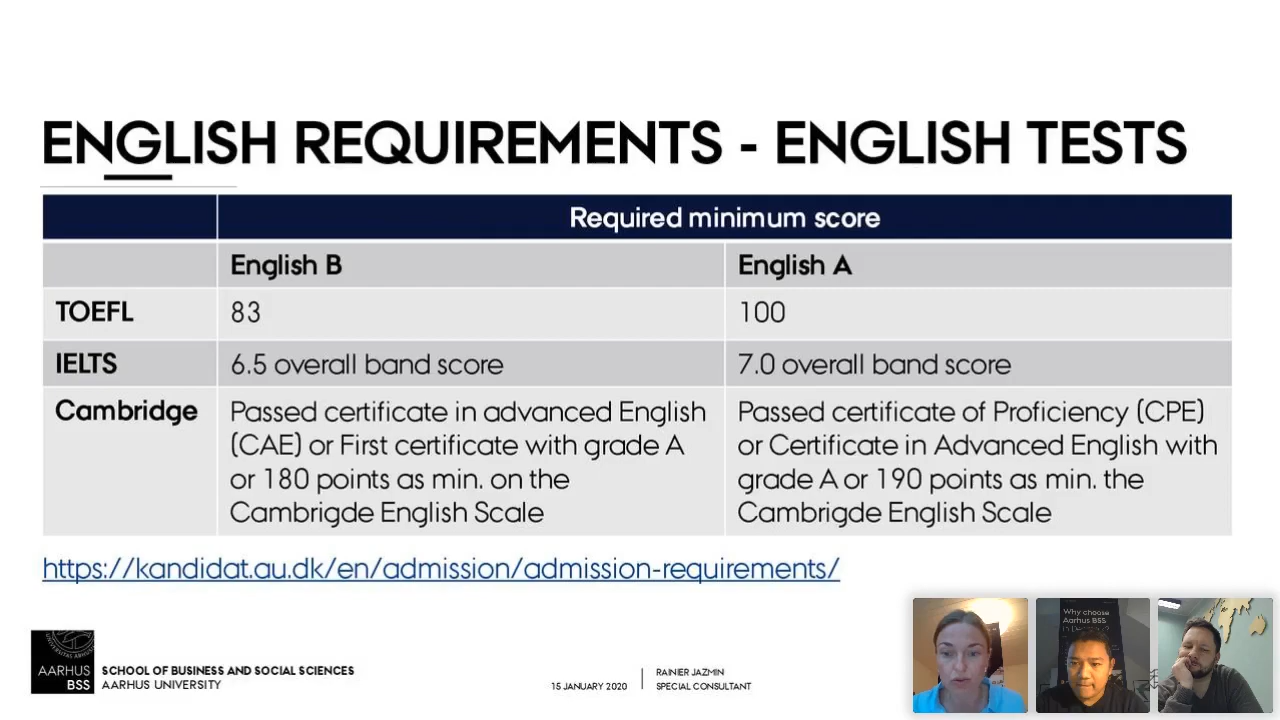 ENGLISH REQUIREMENTS - ENGLISH TESTS
Required minimum score
English B English A
TOEFL 83 100
IELTS 6.5 overall band score 7.0 overall band score
Cambridge
Passed certificate in advanced English
(CAE) or First certificate with grade A
or 180 points as min. on the
Cambrigde English Scale
Passed certificate of Proficiency (CPE)
or Certificate in Advanced English with
grade A or 190 points as min. the
Cambrigde English Scale
https://kandidat.au.dk/en/admission/admission-requirements/
AARHUS
BSS
SCHOOL OF BUSINESS AND SOCIAL SCIENCES
AARHUS UNIVERSITY
15 JANUARY 2020
RAINIER JAZMIN
SPECIAL CONSULTANT
Why choose
Aarhus BSS